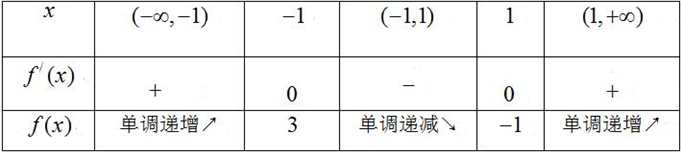 x (-∞,-1) -1 (-1,1) 1 (1,+∞)
f′(x) + 0 − 0 +
f(x) 单调递增↗ 3 单调递减↘ -1 单调递增↗